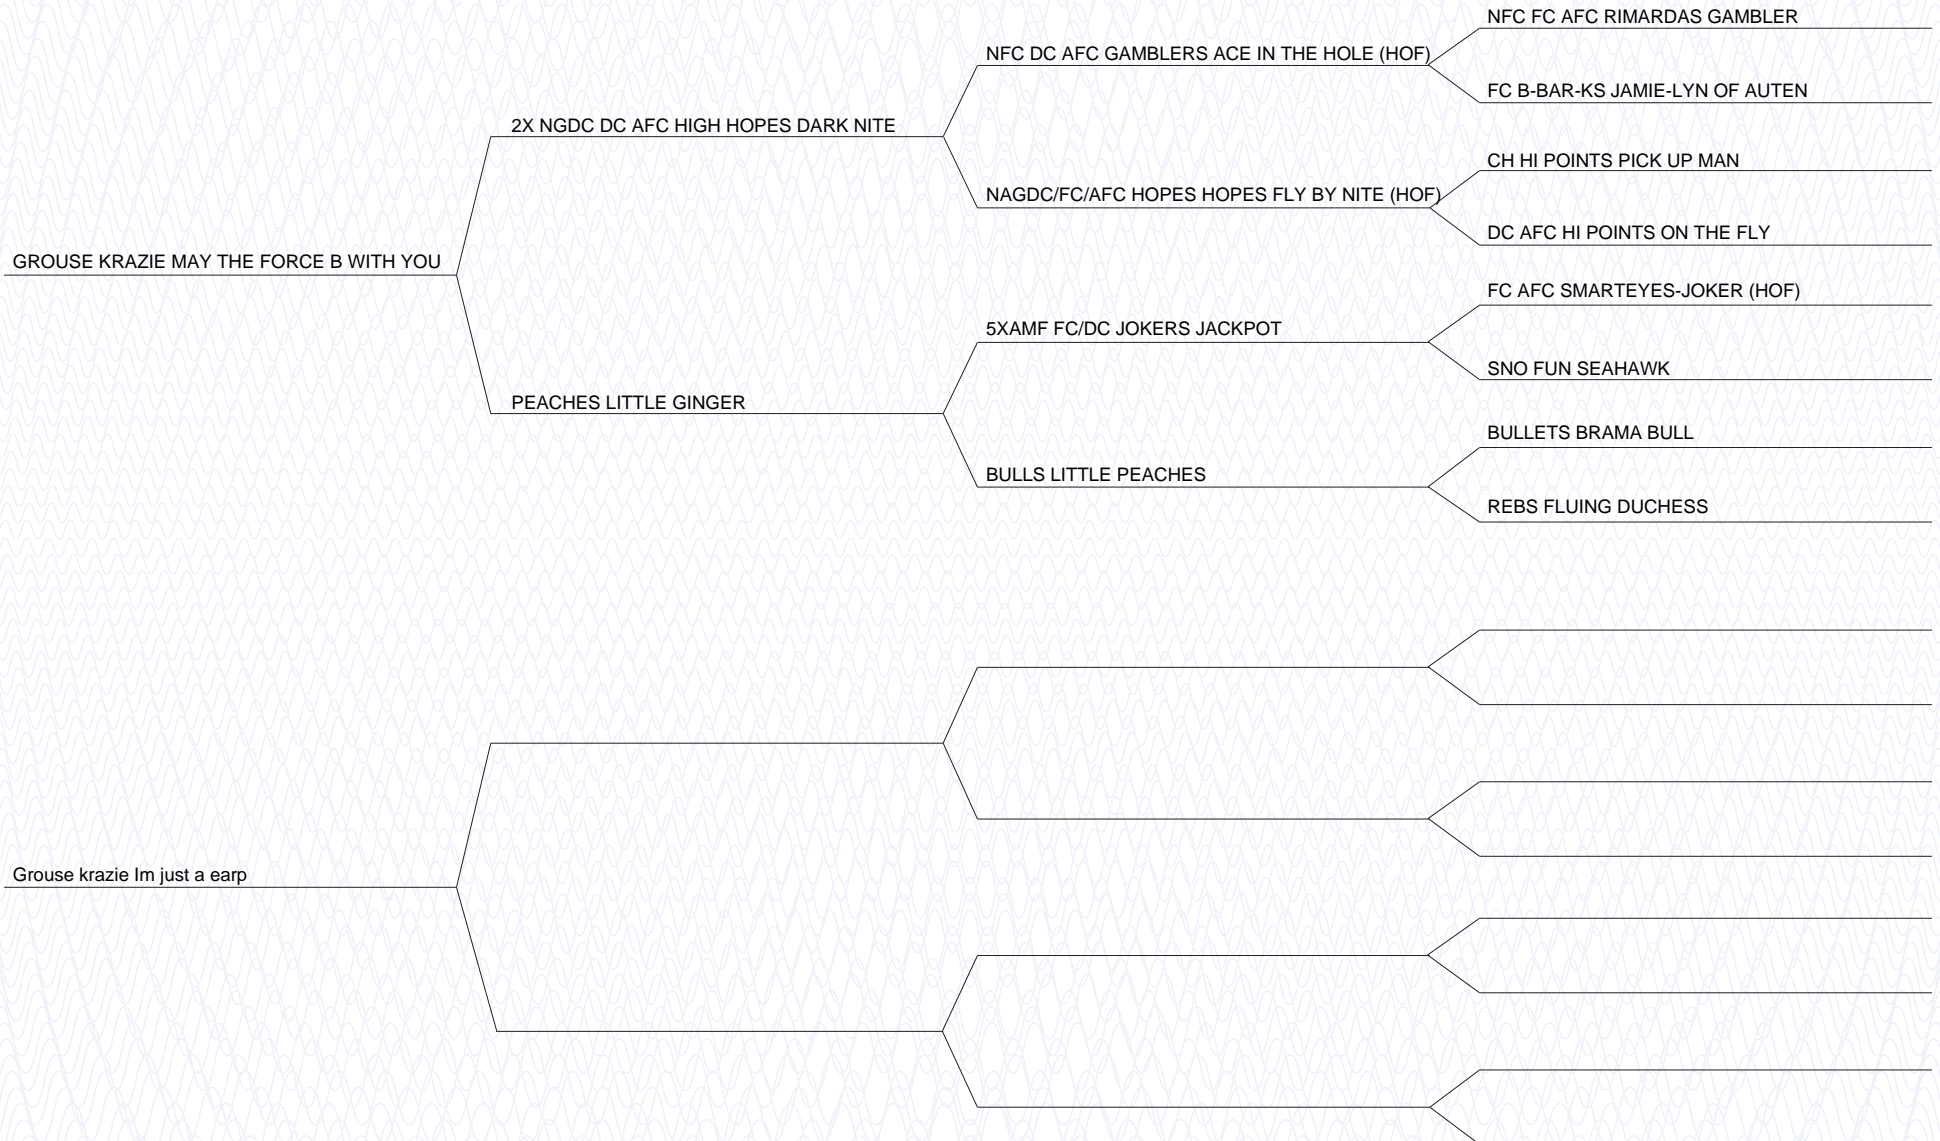 NFC FC AFC RIMARDAS GAMBLER
NFC DC AFC GAMBLERS ACE IN THE HOLE (HOF)
FC B-BAR-KS JAMIE-LYN OF AUTEN
2X NGDC DC AFC HIGH HOPES DARK NITE
CH HI POINTS PICK UP MAN
NAGDC/FC/AFC HOPES HOPES FLY BY NITE (HOF)
DC AFC HI POINTS ON THE FLY
GROUSE KRAZIE MAY THE FORCE B WITH YOU
FC AFC SMARTEYES-JOKER (HOF)
5XAMF FC/DC JOKERS JACKPOT
SNO FUN SEAHAWK
PEACHES LITTLE GINGER
BULLETS BRAMA BULL
BULLS LITTLE PEACHES
REBS FLUING DUCHESS
Grouse krazie Im just a earp